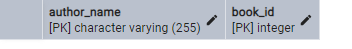 author_name
[PK] character varying (255)
book_id
[PK] integer